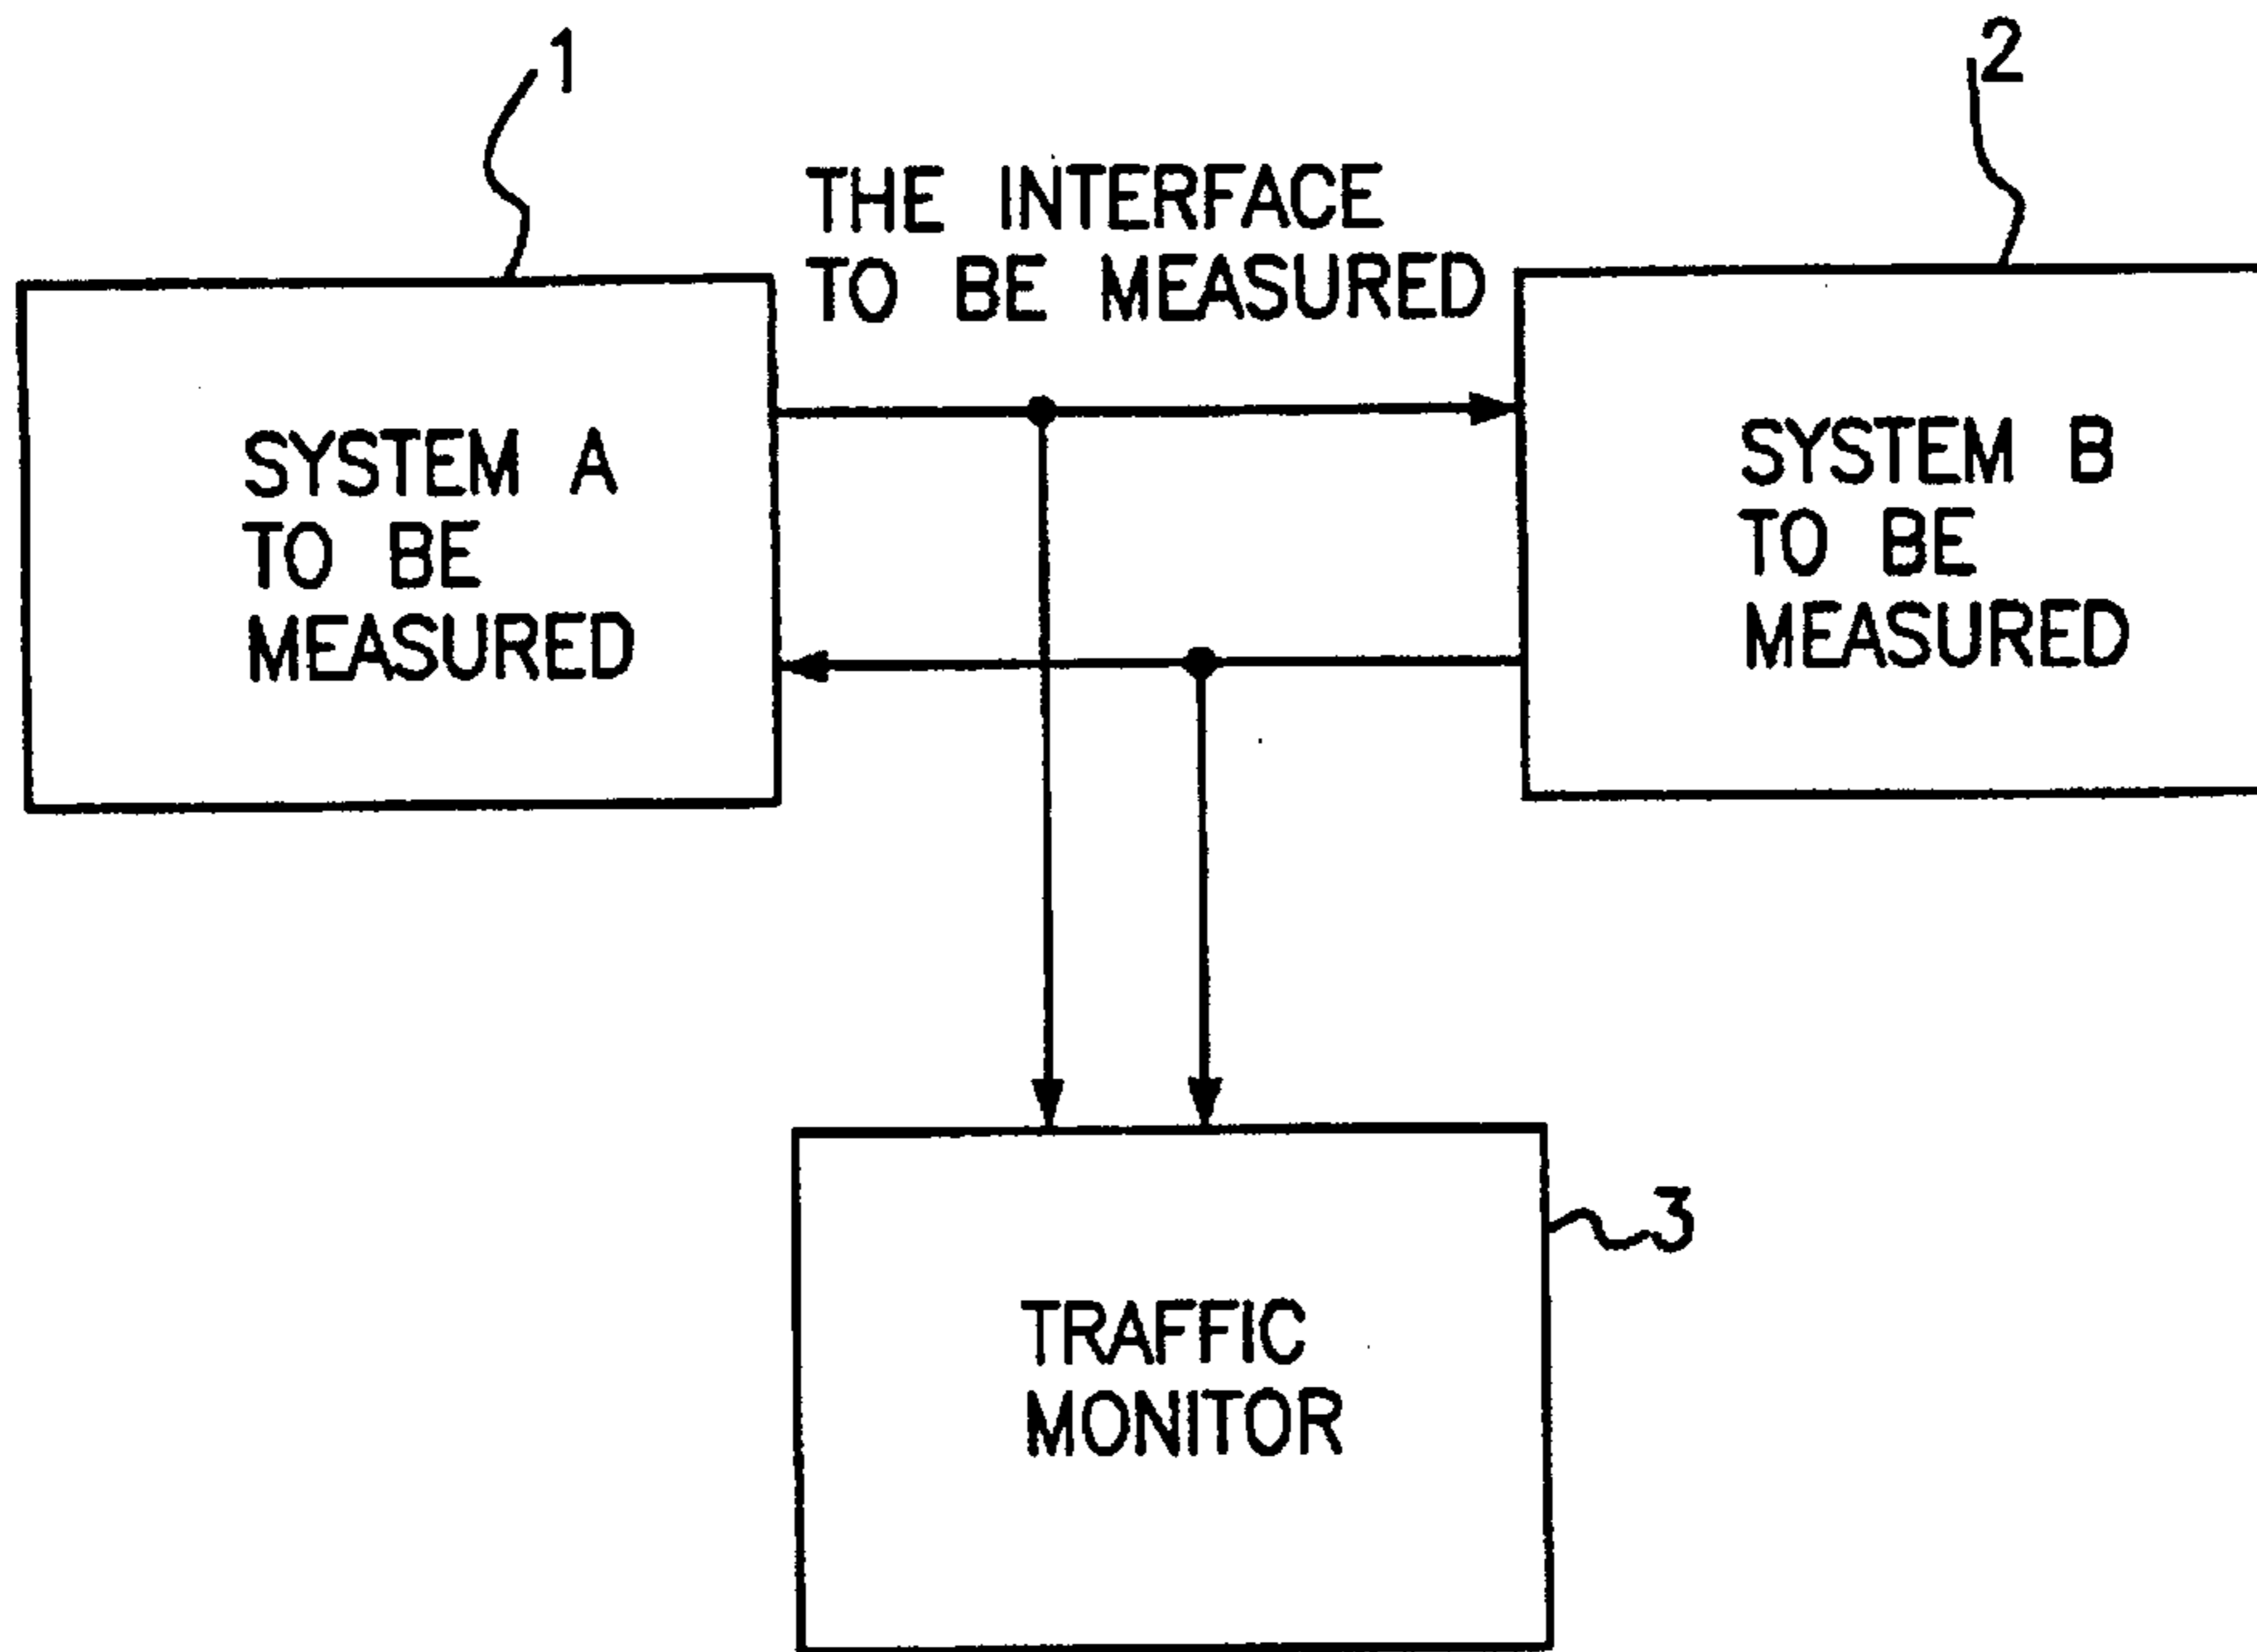 1
2
THE INTERFACE
TO BE MEASURED
SYSTEM A
TO BE
MEASURED
SYSTEM B
TO BE
MEASURED
3
TRAFFIC
MONITOR